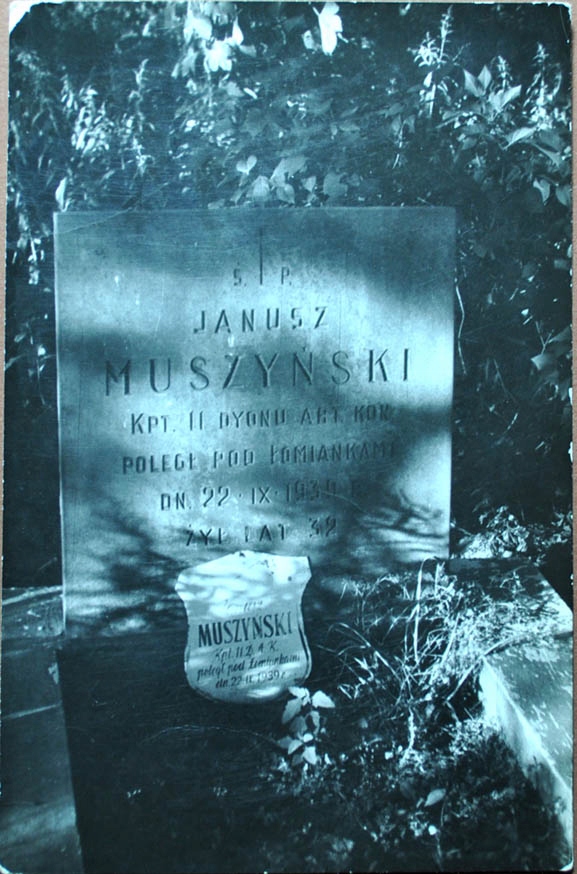 Ś. P.
JANUSZ
MUSZYŃSKI
KPT. II DYONU ART. KON.
POLEGŁ POD ŁOMIANKAMI
DN. 22·IX·1939 R.
ŻYŁ LAT 32
MUSZYNSKI
Kpt. II D. A. K.
poległ pod Łomiankami
dn. 22.IX.1939 r.